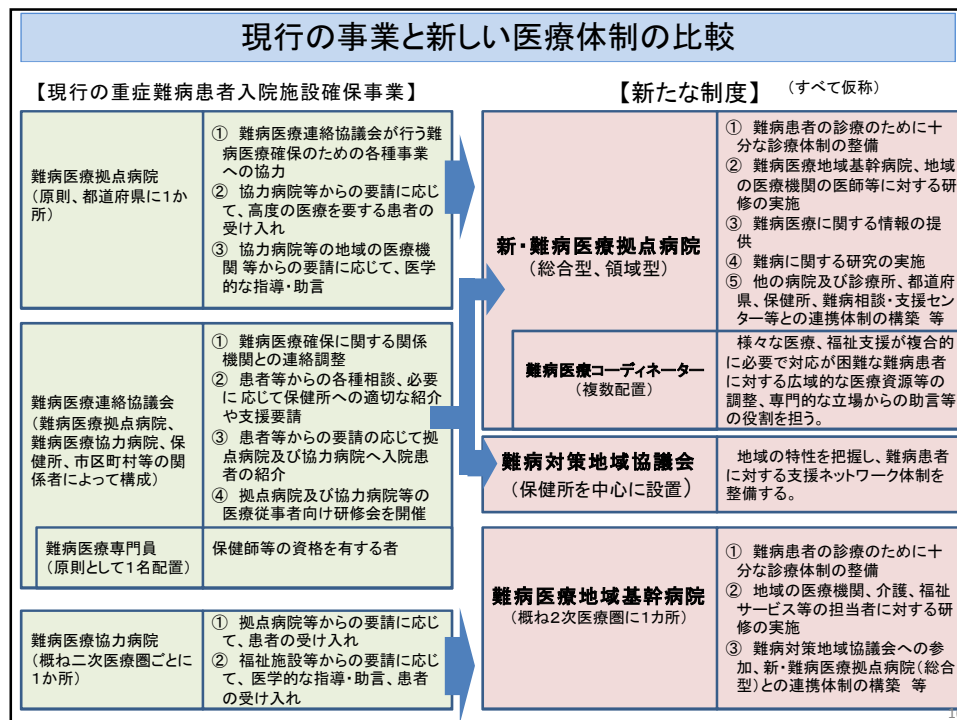 現行の事業と新しい医療体制の比較
【現行の重症難病患者入院施設確保事業】
難病医療拠点病院
(原則、都道府県に1か
所)
① 難病医療連絡協議会が行う難
病医療確保のための各種事業
への協力
② 協力病院等からの要請に応じ
て、高度の医療を要する患者の
受け入れ
③ 協力病院等の地域の医療機
関 等からの要請に応じて、医学
的な指導・助言
難病医療連絡協議会
(難病医療拠点病院、
難病医療協力病院、保
健所、市区町村等の関
係者によって構成)
① 難病医療確保に関する関係
機関との連絡調整
② 患者等からの各種相談、必要
に 応じて保健所への適切な紹介
や支援要請
③ 患者等からの要請の応じて拠
点病院及び協力病院へ入院患
者の紹介
④ 拠点病院及び協力病院等の
医療従事者向け研修会を開催
難病医療専門員
(原則として1名配置)
保健師等の資格を有する者
難病医療協力病院
(概ね二次医療圏ごとに
1か所)
① 拠点病院等からの要請に応じ
て、患者の受け入れ
② 福祉施設等からの要請に応じ
て、医学的な指導・助言、患者
の受け入れ
【新たな制度】 (すべて仮称)
新・難病医療拠点病院
(総合型、領域型)
① 難病患者の診療のために十
分な診療体制の整備
② 難病医療地域基幹病院、地域
の医療機関の医師等に対する研
修の実施
③ 難病医療に関する情報の提
供
④ 難病に関する研究の実施
⑤ 他の病院及び診療所、都道府
県、保健所、難病相談・支援セン
ター等との連携体制の構築 等
難病医療コーディネーター
(複数配置)
様々な医療、福祉支援が複合的
に必要で対応が困難な難病患者
に対する広域的な医療資源等の
調整、専門的な立場からの助言等
の役割を担う。
難病対策地域協議会
(保健所を中心に設置)
地域の特性を把握し、難病患者
に対する支援ネットワーク体制を
整備する。
難病医療地域基幹病院
(概ね2次医療圏に1カ所)
① 難病患者の診療のために十
分な診療体制の整備
② 地域の医療機関、介護、福祉
サービス等の担当者に対する研
修の実施
③ 難病対策地域協議会への参
加、新・難病医療拠点病院(総合
型)との連携体制の構築 等